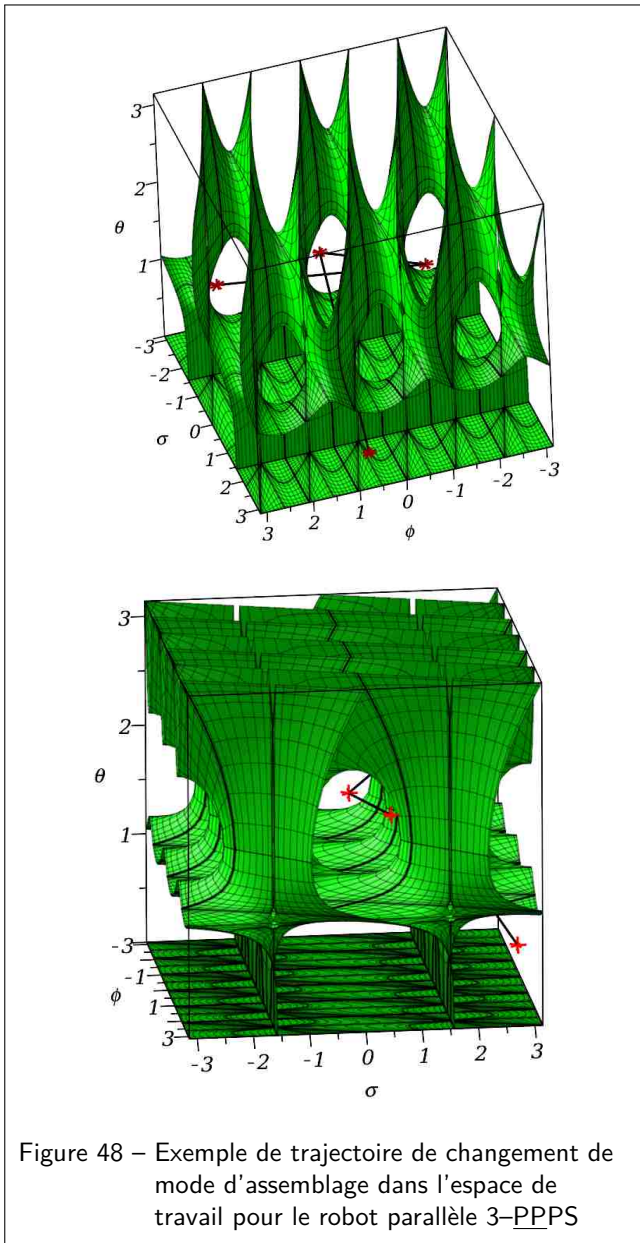 3
2
θ
1
-3
-2
-1
σ 0
1
2
3
3 2 1 0 -1 -2 -3
ϕ
3
2
θ
1
-3
-1
ϕ 1
3
-3 -2 -1 0 1 2 3
σ
Figure 48 – Exemple de trajectoire de changement de
mode d'assemblage dans l'espace de
travail pour le robot parallèle 3–PPPS